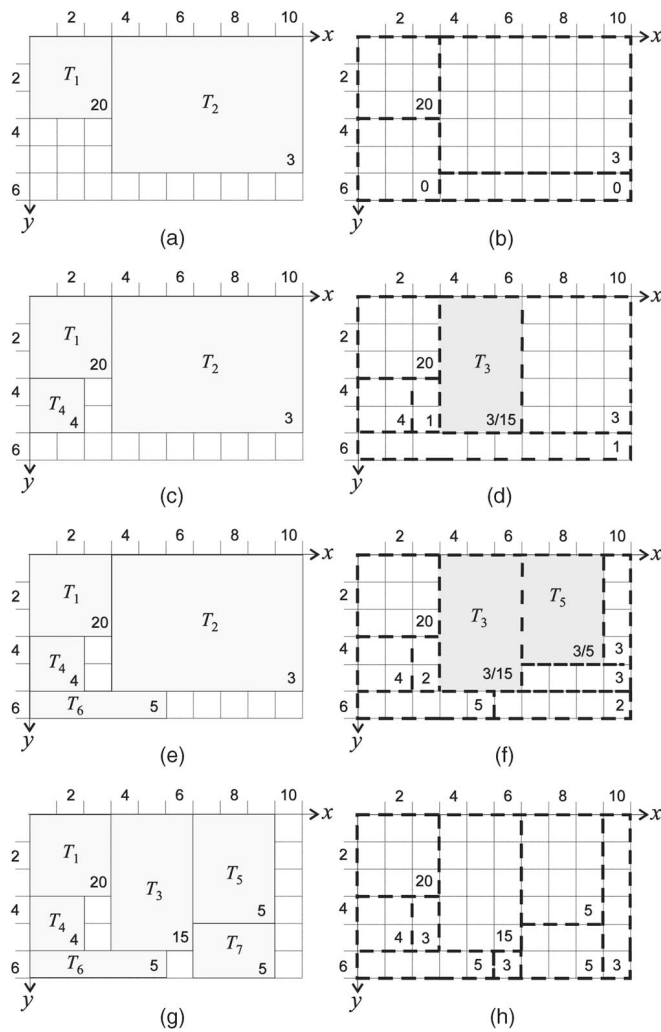 2 4 6 8 10 x 2 4 6 8 10 x
2 T1 T2 2
20 20
4 4
3 3
6 6 0 0
y y
(a) (b)
2 4 6 8 10 x 2 4 6 8 10 x
2 T1 T2 2 T3
20 20
4 T4 4
4 3 4 1 3/15 3
6 6 1
y y
(c) (d)
2 4 6 8 10 x 2 4 6 8 10 x
2 T1 T2 2 T3 T5
20 20
4 T4 4 3/5 3
4 3 4 2 3/15 3
6 T6 5 6 5 2
y y
(e) (f)
2 4 6 8 10 x 2 4 6 8 10 x
2 T1 T3 T5 2
20 5 20 5
4 T4 T7 4
4 15 4 3 15
6 T6 5 5 6 5 3 5 3
y y
(g) (h)